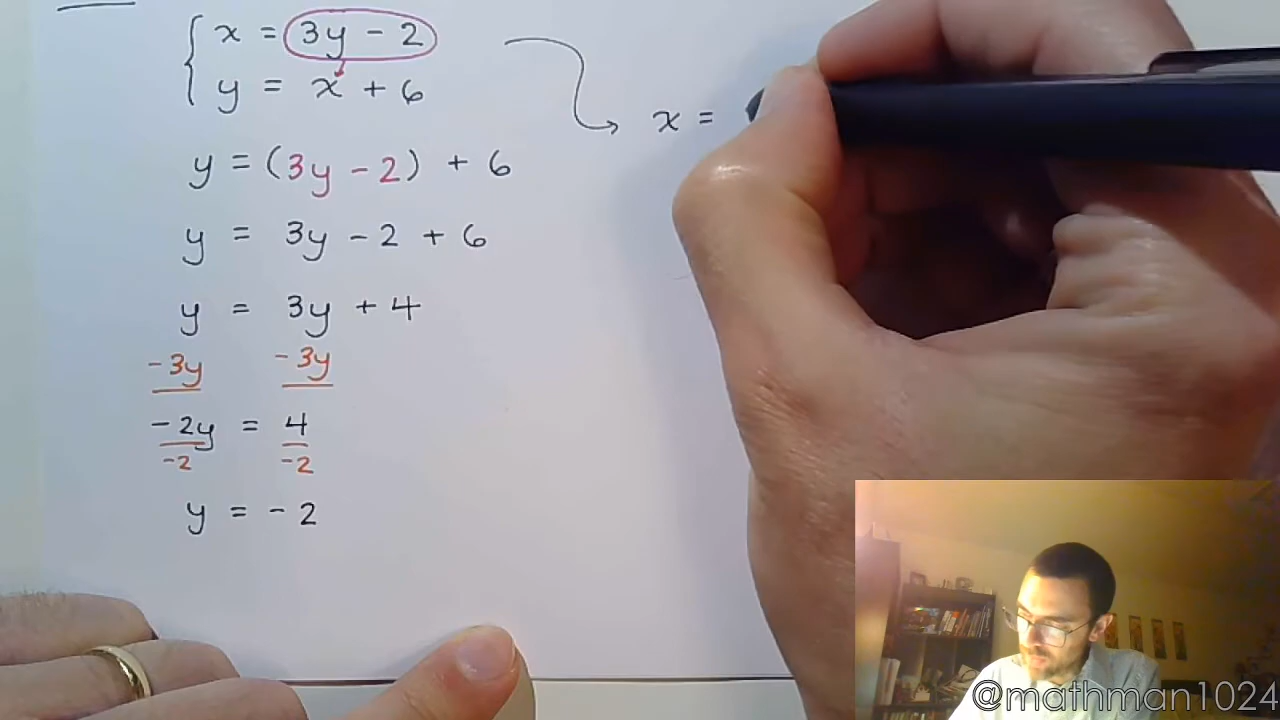 x = 3y - 2
y = x + 6
x =
y = (3y - 2) + 6
y = 3y - 2 + 6
y = 3y + 4
-3y -3y
-2y = 4
-2 -2
y = -2
@mathman1024